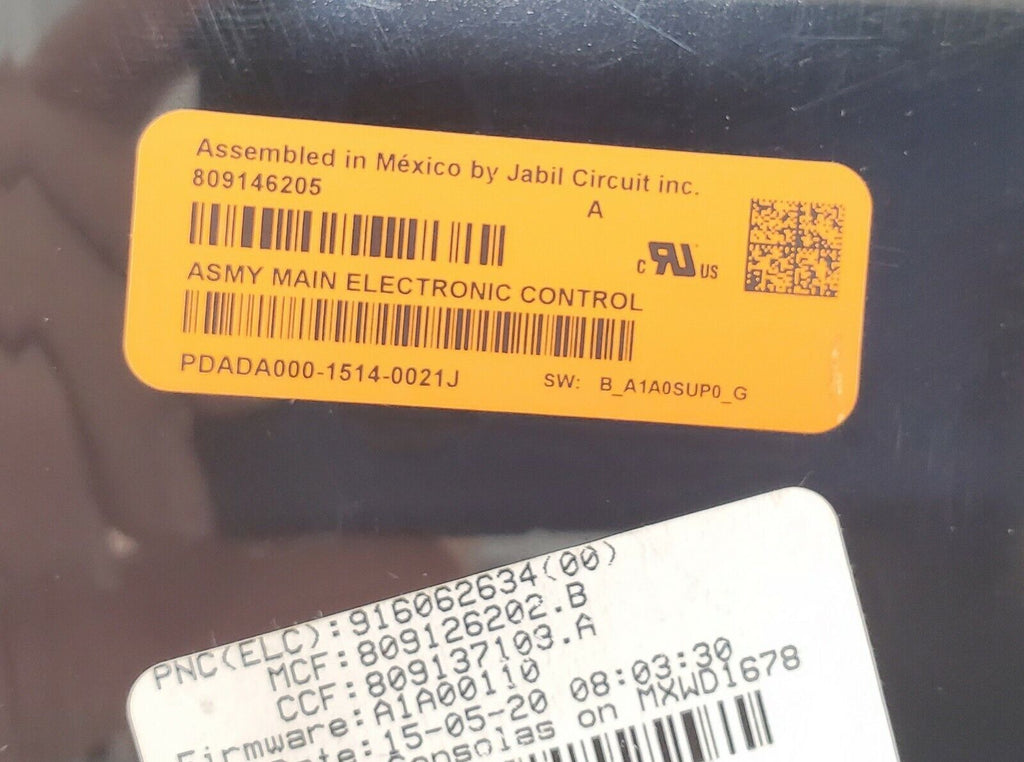 Assembled in México by Jabil Circuit inc.
809146205
A
ASMY MAIN ELECTRONIC CONTROL
c RU US
PDADA000-1514-0021J SW: B_A1A0SUP0_G
PNC(ELC):916062634(00)
MCF:809126202.B
CCF:809137103.A
Firmware:A1A00110
:15-05-20 08:03:30
on MXWD1678